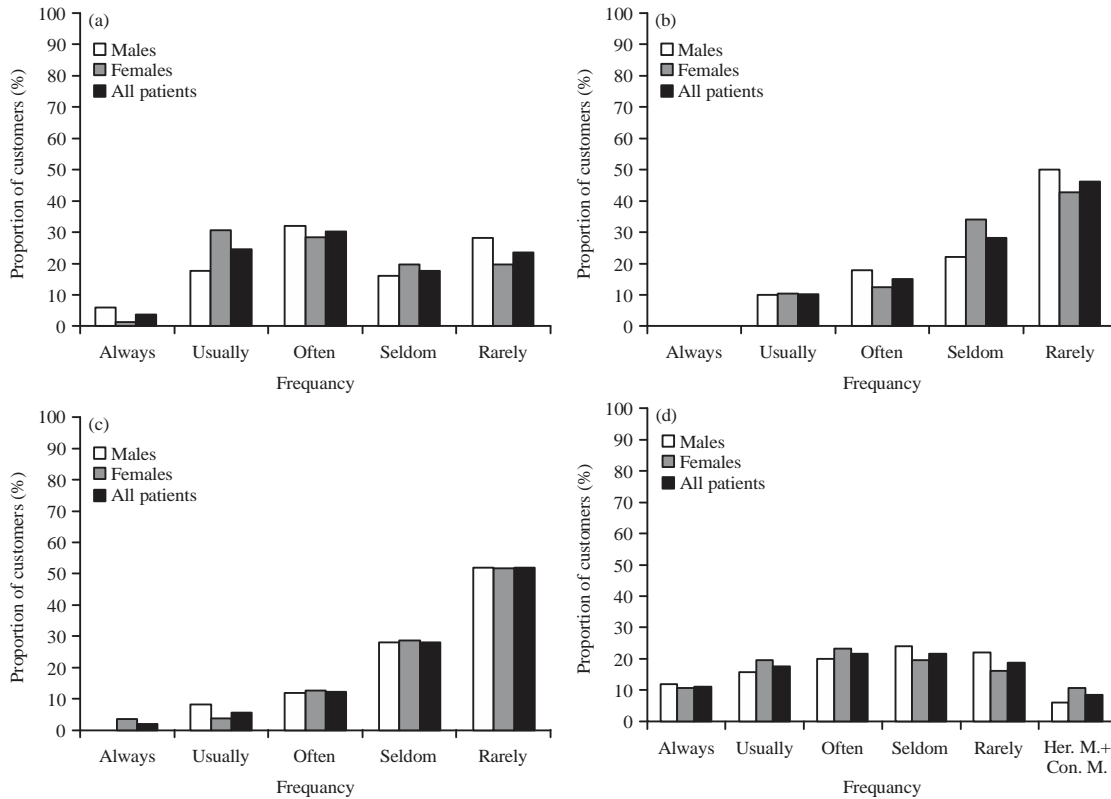 (a)
Males
Females
All patients
Proportion of customers (%)
100
90
80
70
60
50
40
30
20
10
0
Always Usually Often Seldom Rarely
Frequancy
(b)
Males
Females
All patients
Proportion of customers (%)
100
90
80
70
60
50
40
30
20
10
0
Always Usually Often Seldom Rarely
Frequancy
(c)
Males
Females
All patients
Proportion of customers (%)
100
90
80
70
60
50
40
30
20
10
0
Always Usually Often Seldom Rarely
Frequancy
(d)
Males
Females
All patients
Proportion of customers (%)
100
90
80
70
60
50
40
30
20
10
0
Always Usually Often Seldom Rarely Her. M.+
Con. M.
Frequancy